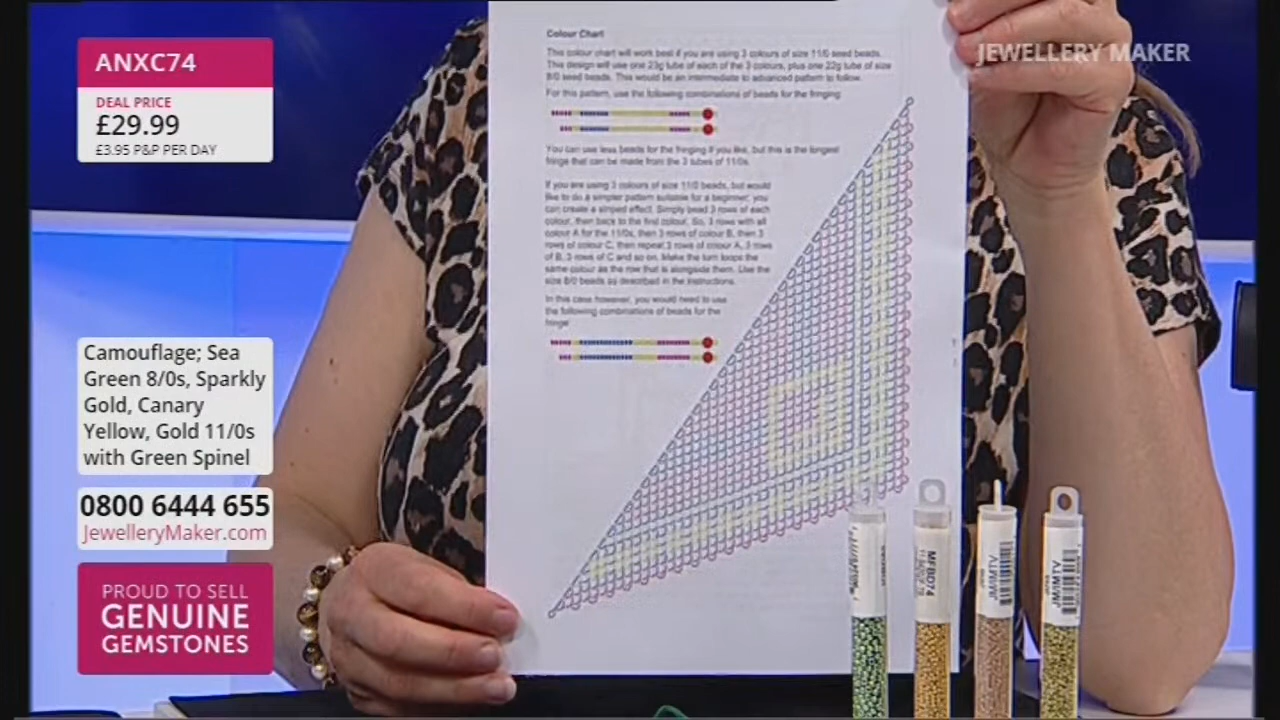 ANXC74
DEAL PRICE
£29.99
£3.95 P&P PER DAY
JEWELLERY MAKER
Colour Chart
This colour chart will work best if you are using 3 colours of size 11/0 seed beads.
This design will use one 23g tube of each of the 3 colours, plus one 22g tube of size
8/0 seed beads. This would be an intermediate to advanced pattern to follow.
For this pattern, use the following combinations of beads for the fringing:
You can use less beads for the fringing if you like, but this is the longest
fringe that can be made from the 3 tubes of 11/0s.
If you are using 3 colours of size 11/0 beads, but would
like to do a simpler pattern suitable for a beginner, you
can create a striped effect. Simply bead 3 rows of each
colour, then back to the first colour. So, 3 rows with all
colour A for the 11/0s, then 3 rows of colour B, then 3
rows of colour C, then repeat 3 rows of colour A, 3 rows
of B, 3 rows of C and so on. Make the turn loops the
same colour as the row that is alongside them. Use the
size 8/0 beads as described in the instructions.
In this case however, you would need to use
the following combinations of beads for the
fringe:
Camouflage; Sea
Green 8/0s, Sparkly
Gold, Canary
Yellow, Gold 11/0s
with Green Spinel
0800 6444 655
JewelleryMaker.com
PROUD TO SELL
GENUINE
GEMSTONES
MFBD74
JM/MTV
JM/MTV